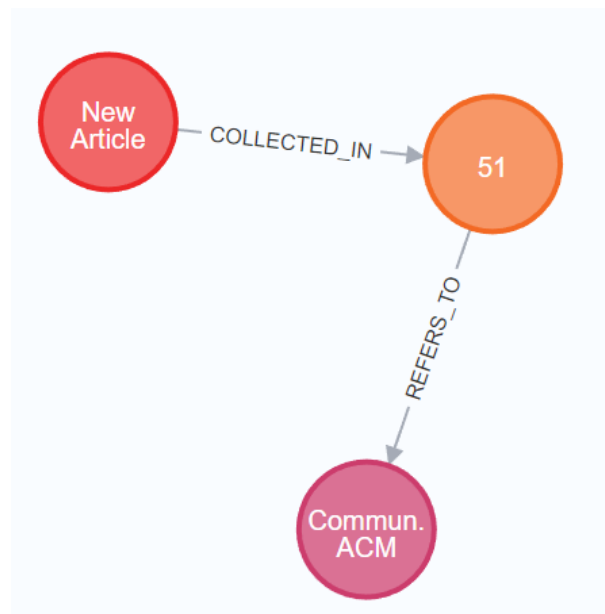 New
Article
COLLECTED_IN
51
REFERS_TO
Commun.
ACM